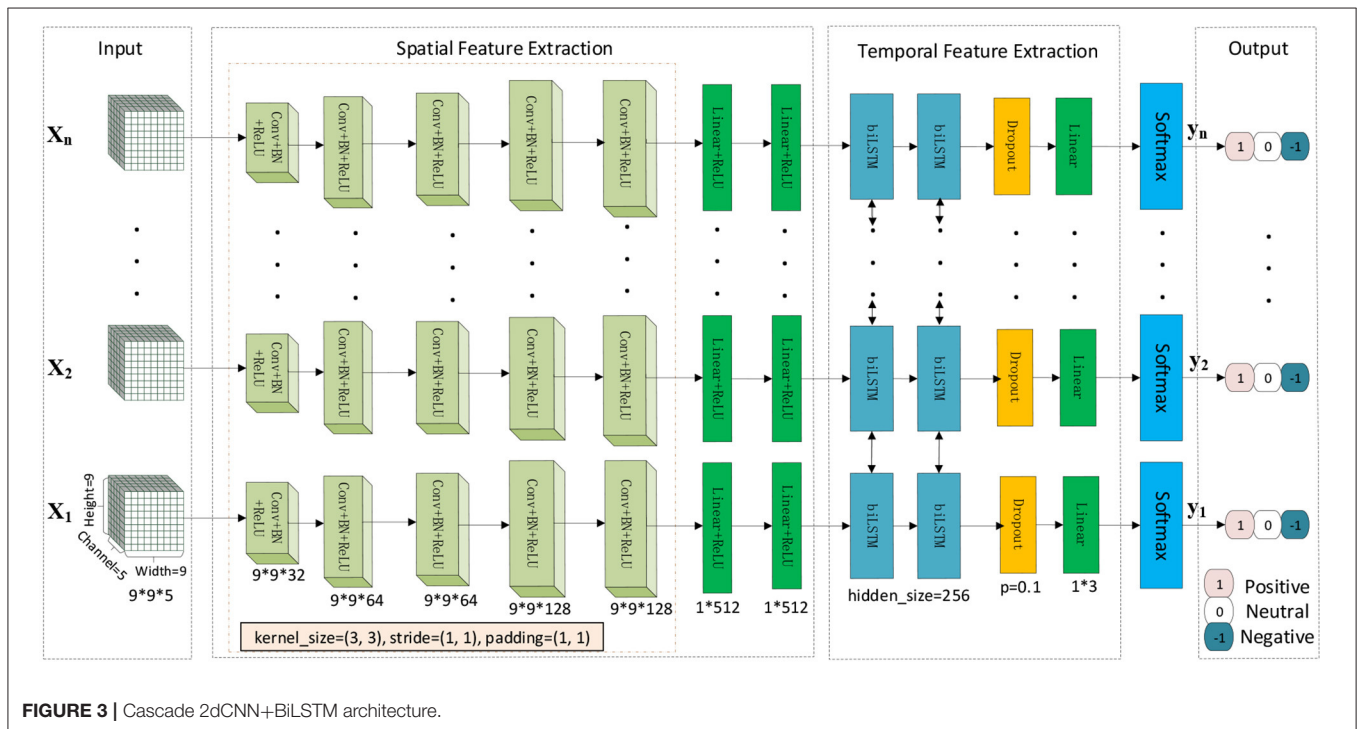 Input
Spatial Feature Extraction
Temporal Feature Extraction
Output
Xn
Conv+BN
+ReLU
Conv+BN+ReLU
Conv+BN+ReLU
Conv+BN+ReLU
Conv+BN+ReLU
Linear+ReLU
Linear+ReLU
biLSTM
biLSTM
Dropout
Linear
Softmax
yn
1 0 -1
X2
Conv+BN
+ReLU
Conv+BN+ReLU
Conv+BN+ReLU
Conv+BN+ReLU
Conv+BN+ReLU
Linear+ReLU
Linear+ReLU
biLSTM
biLSTM
Dropout
Linear
Softmax
y2
1 0 -1
X1
Height=9
Channel=5
Width=9
9*9*5
Conv+BN
+ReLU
9*9*32
Conv+BN+ReLU
9*9*64
Conv+BN+ReLU
9*9*64
Conv+BN+ReLU
9*9*128
Conv+BN+ReLU
9*9*128
Linear+ReLU
1*512
Linear+ReLU
1*512
biLSTM
biLSTM
hidden_size=256
Dropout
p=0.1
Linear
1*3
Softmax
y1
1 0 -1
1 Positive
0 Neutral
-1 Negative
kernel_size=(3, 3), stride=(1, 1), padding=(1, 1)
FIGURE 3 | Cascade 2dCNN+BiLSTM architecture.